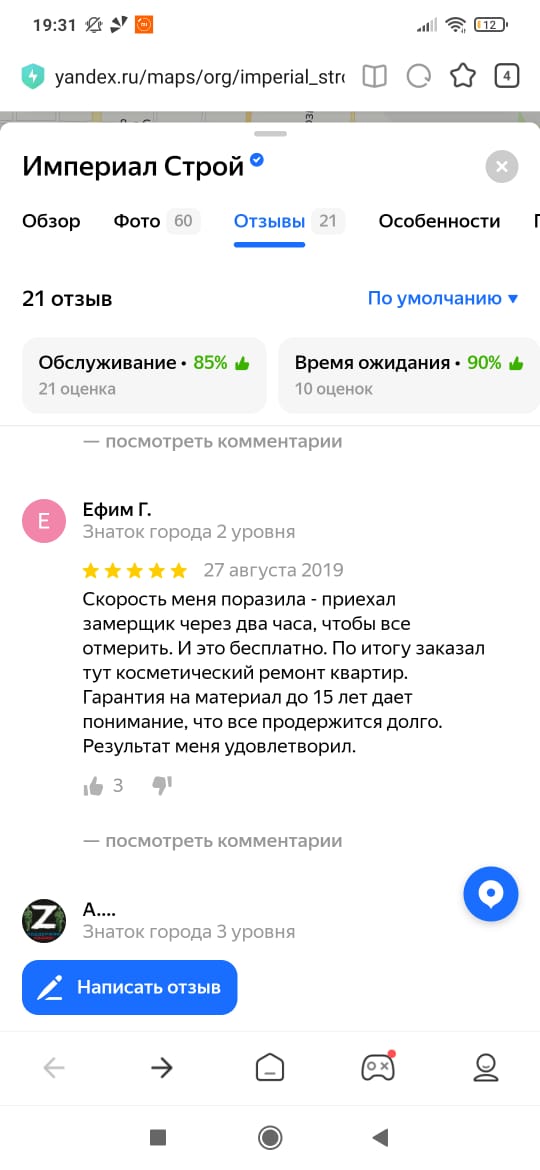 19:31
12
yandex.ru/maps/org/imperial_str
4
Империал Строй
Обзор Фото 60 Отзывы 21 Особенности
21 отзыв
По умолчанию
Обслуживание • 85%
21 оценка
Время ожидания • 90%
10 оценок
— посмотреть комментарии
Е
Ефим Г.
Знаток города 2 уровня
27 августа 2019
Скорость меня поразила - приехал
замерщик через два часа, чтобы все
отмерить. И это бесплатно. По итогу заказал
тут косметический ремонт квартир.
Гарантия на материал до 15 лет дает
понимание, что все продержится долго.
Результат меня удовлетворил.
3
— посмотреть комментарии
Z
А....
Знаток города 3 уровня
Написать отзыв